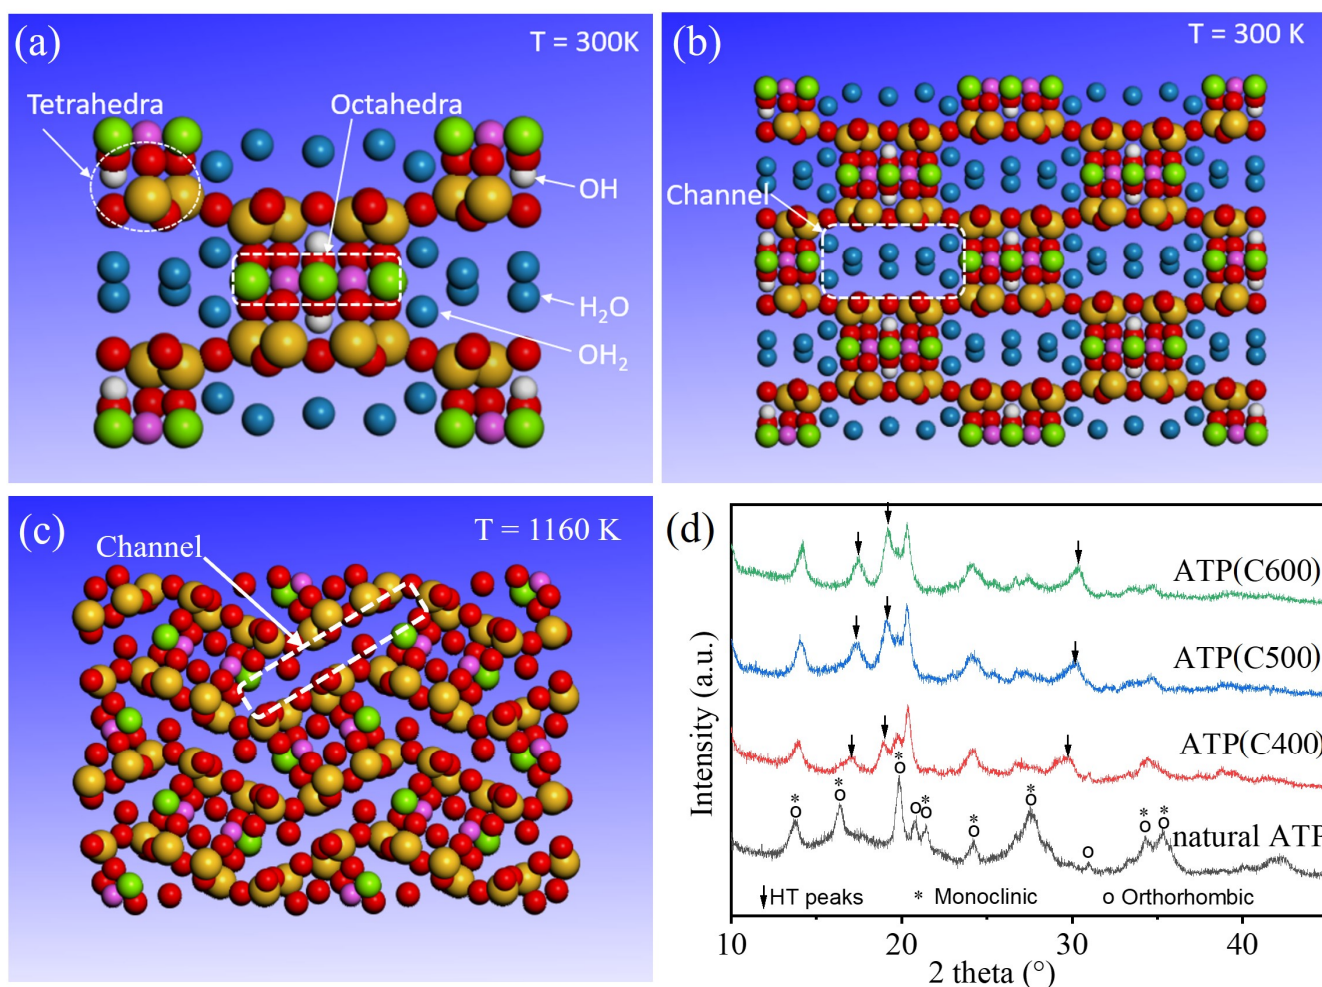 (a)
T = 300K
Tetrahedra
Octahedra
OH
H₂O
OH₂
(b)
T = 300 K
Channel
(c)
T = 1160 K
Channel
(d)
ATP(C600)
ATP(C500)
ATP(C400)
natural ATP
* * * * * * * *
o o o o o o o o o o
HT peaks
* Monoclinic
o Orthorhombic
Intensity (a.u.)
10 20 30 40
2 theta (°)